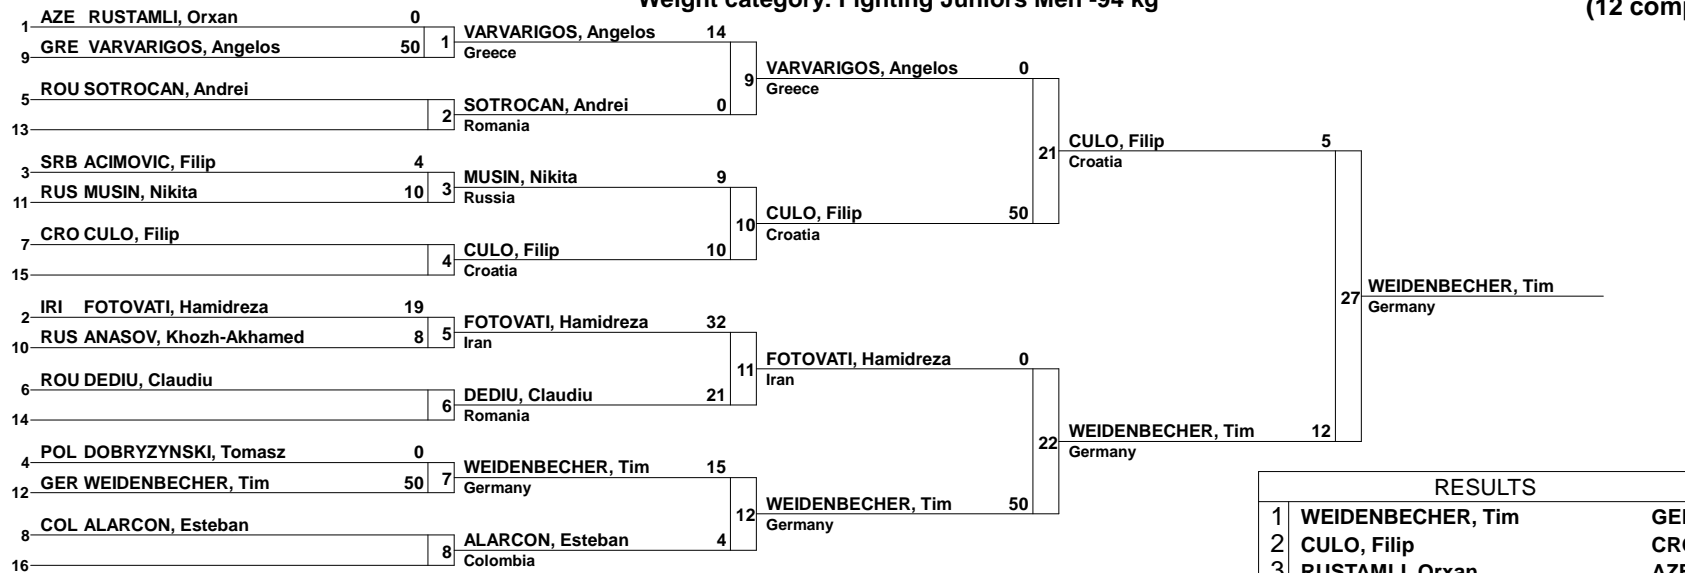 Weight category: Fighting Juniors Men -94 kg
(12 comp
1 AZE RUSTAMLI, Orxan 0
9 GRE VARVARIGOS, Angelos 50
1 VARVARIGOS, Angelos 14
Greece
5 ROU SOTROCAN, Andrei
13
2 SOTROCAN, Andrei 0
Romania
9 VARVARIGOS, Angelos 0
Greece
3 SRB ACIMOVIC, Filip 4
11 RUS MUSIN, Nikita 10
3 MUSIN, Nikita 9
Russia
7 CRO CULO, Filip
15
4 CULO, Filip 10
Croatia
10 CULO, Filip 50
Croatia
21 CULO, Filip 5
Croatia
2 IRI FOTOVATI, Hamidreza 19
10 RUS ANASOV, Khozh-Akhamed 8
5 FOTOVATI, Hamidreza 32
Iran
6 ROU DEDIU, Claudiu
14
6 DEDIU, Claudiu 21
Romania
11 FOTOVATI, Hamidreza 0
Iran
4 POL DOBRYZYNSKI, Tomasz 0
12 GER WEIDENBECHER, Tim 50
7 WEIDENBECHER, Tim 15
Germany
8 COL ALARCON, Esteban
16
8 ALARCON, Esteban 4
Colombia
12 WEIDENBECHER, Tim 50
Germany
22 WEIDENBECHER, Tim 12
Germany
27 WEIDENBECHER, Tim
Germany
RESULTS
1 WEIDENBECHER, Tim GE
2 CULO, Filip CR
3 RUSTAMLI, Orxan AZE